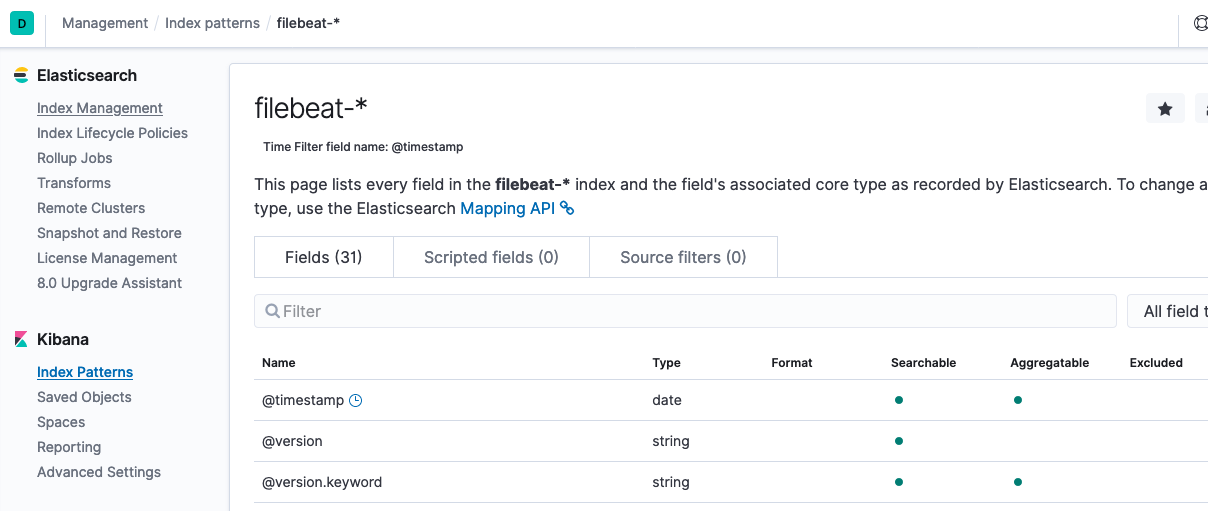 D Management / Index patterns / filebeat-*
Elasticsearch
Index Management
Index Lifecycle Policies
Rollup Jobs
Transforms
Remote Clusters
Snapshot and Restore
License Management
8.0 Upgrade Assistant
Kibana
Index Patterns
Saved Objects
Spaces
Reporting
Advanced Settings
filebeat-*
Time Filter field name: @timestamp
This page lists every field in the filebeat-* index and the field's associated core type as recorded by Elasticsearch. To change a
type, use the Elasticsearch Mapping API
Fields (31) Scripted fields (0) Source filters (0)
Filter All field t
Name Type Format Searchable Aggregatable Excluded
@timestamp date
@version string
@version.keyword string